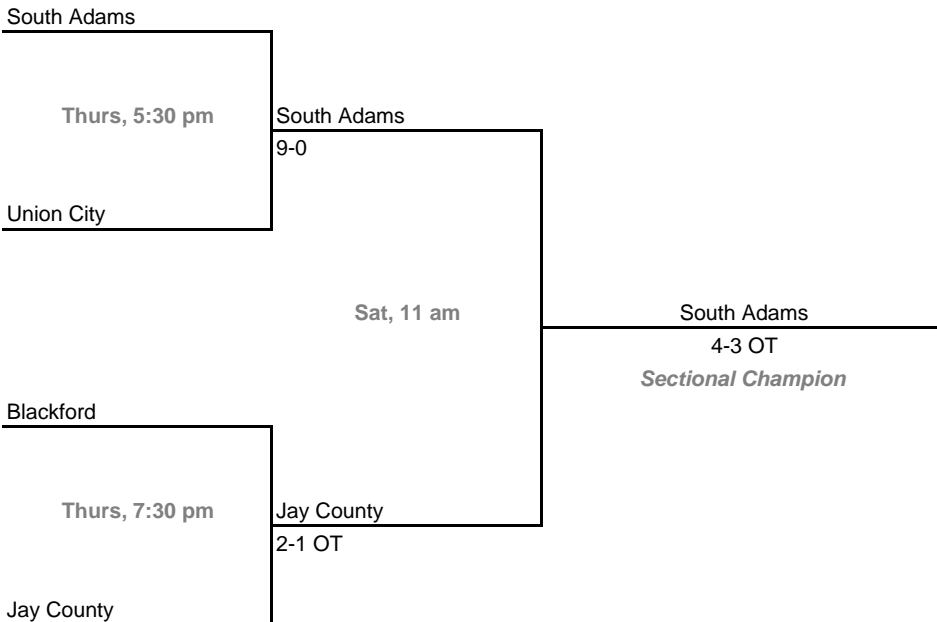 South Adams
Thurs, 5:30 pm
South Adams
9-0
Union City
Sat, 11 am
South Adams
4-3 OT
Sectional Champion
Blackford
Thurs, 7:30 pm
Jay County
2-1 OT
Jay County